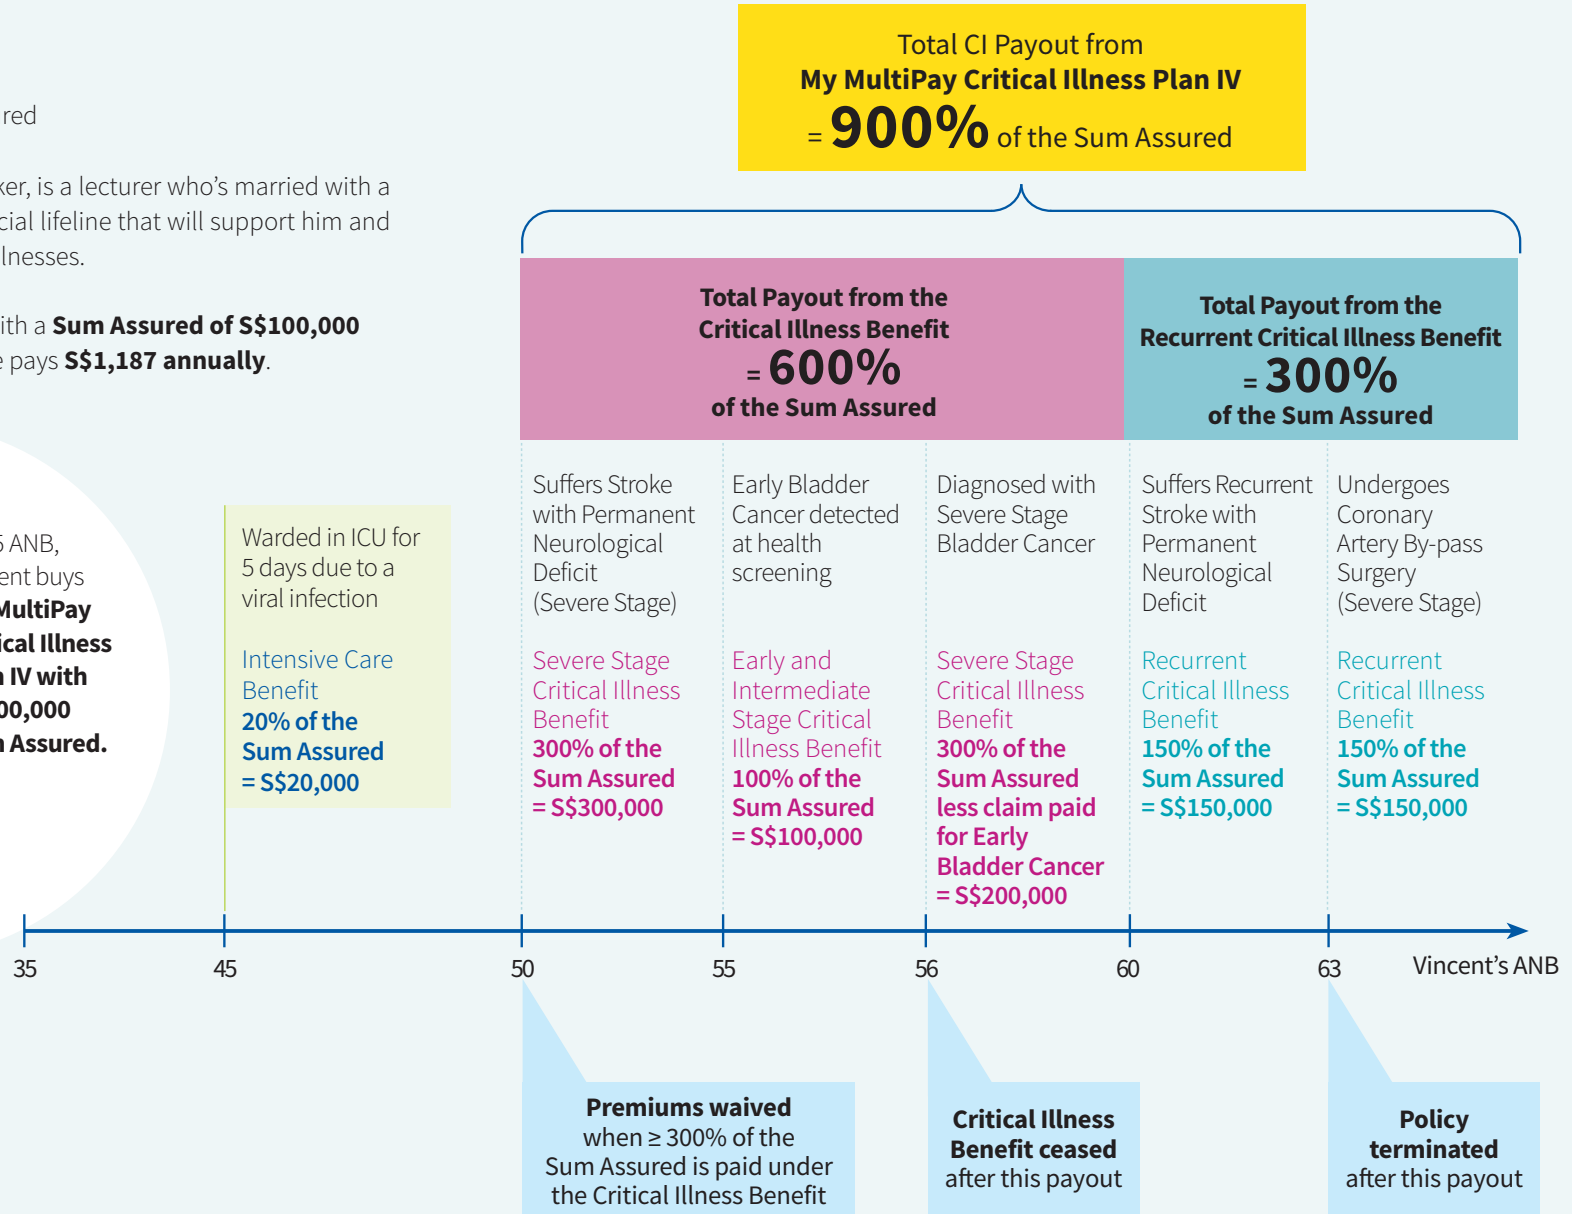 Total CI Payout from
My MultiPay Critical Illness Plan IV
= 900% of the Sum Assured
red
ker, is a lecturer who's married with a
cial lifeline that will support him and
lnesses.
ith a Sum Assured of S$100,000
e pays S$1,187 annually.
Total Payout from the
Critical Illness Benefit
= 600%
of the Sum Assured
Total Payout from the
Recurrent Critical Illness Benefit
= 300%
of the Sum Assured
5 ANB,
ent buys
MultiPay
ical Illness
n IV with
00,000
n Assured.
Warded in ICU for
5 days due to a
viral infection
Intensive Care
Benefit
20% of the
Sum Assured
= S$20,000
Suffers Stroke
with Permanent
Neurological
Deficit
(Severe Stage)
Severe Stage
Critical Illness
Benefit
300% of the
Sum Assured
= S$300,000
Early Bladder
Cancer detected
at health
screening
Early and
Intermediate
Stage Critical
Illness Benefit
100% of the
Sum Assured
= S$100,000
Diagnosed with
Severe Stage
Bladder Cancer
Severe Stage
Critical Illness
Benefit
300% of the
Sum Assured
less claim paid
for Early
Bladder Cancer
= S$200,000
Suffers Recurrent
Stroke with
Permanent
Neurological
Deficit
Recurrent
Critical Illness
Benefit
150% of the
Sum Assured
= S$150,000
Undergoes
Coronary
Artery By-pass
Surgery
(Severe Stage)
Recurrent
Critical Illness
Benefit
150% of the
Sum Assured
= S$150,000
35 45 50 55 56 60 63 Vincent's ANB
Premiums waived
when ≥ 300% of the
Sum Assured is paid under
the Critical Illness Benefit
Critical Illness
Benefit ceased
after this payout
Policy
terminated
after this payout